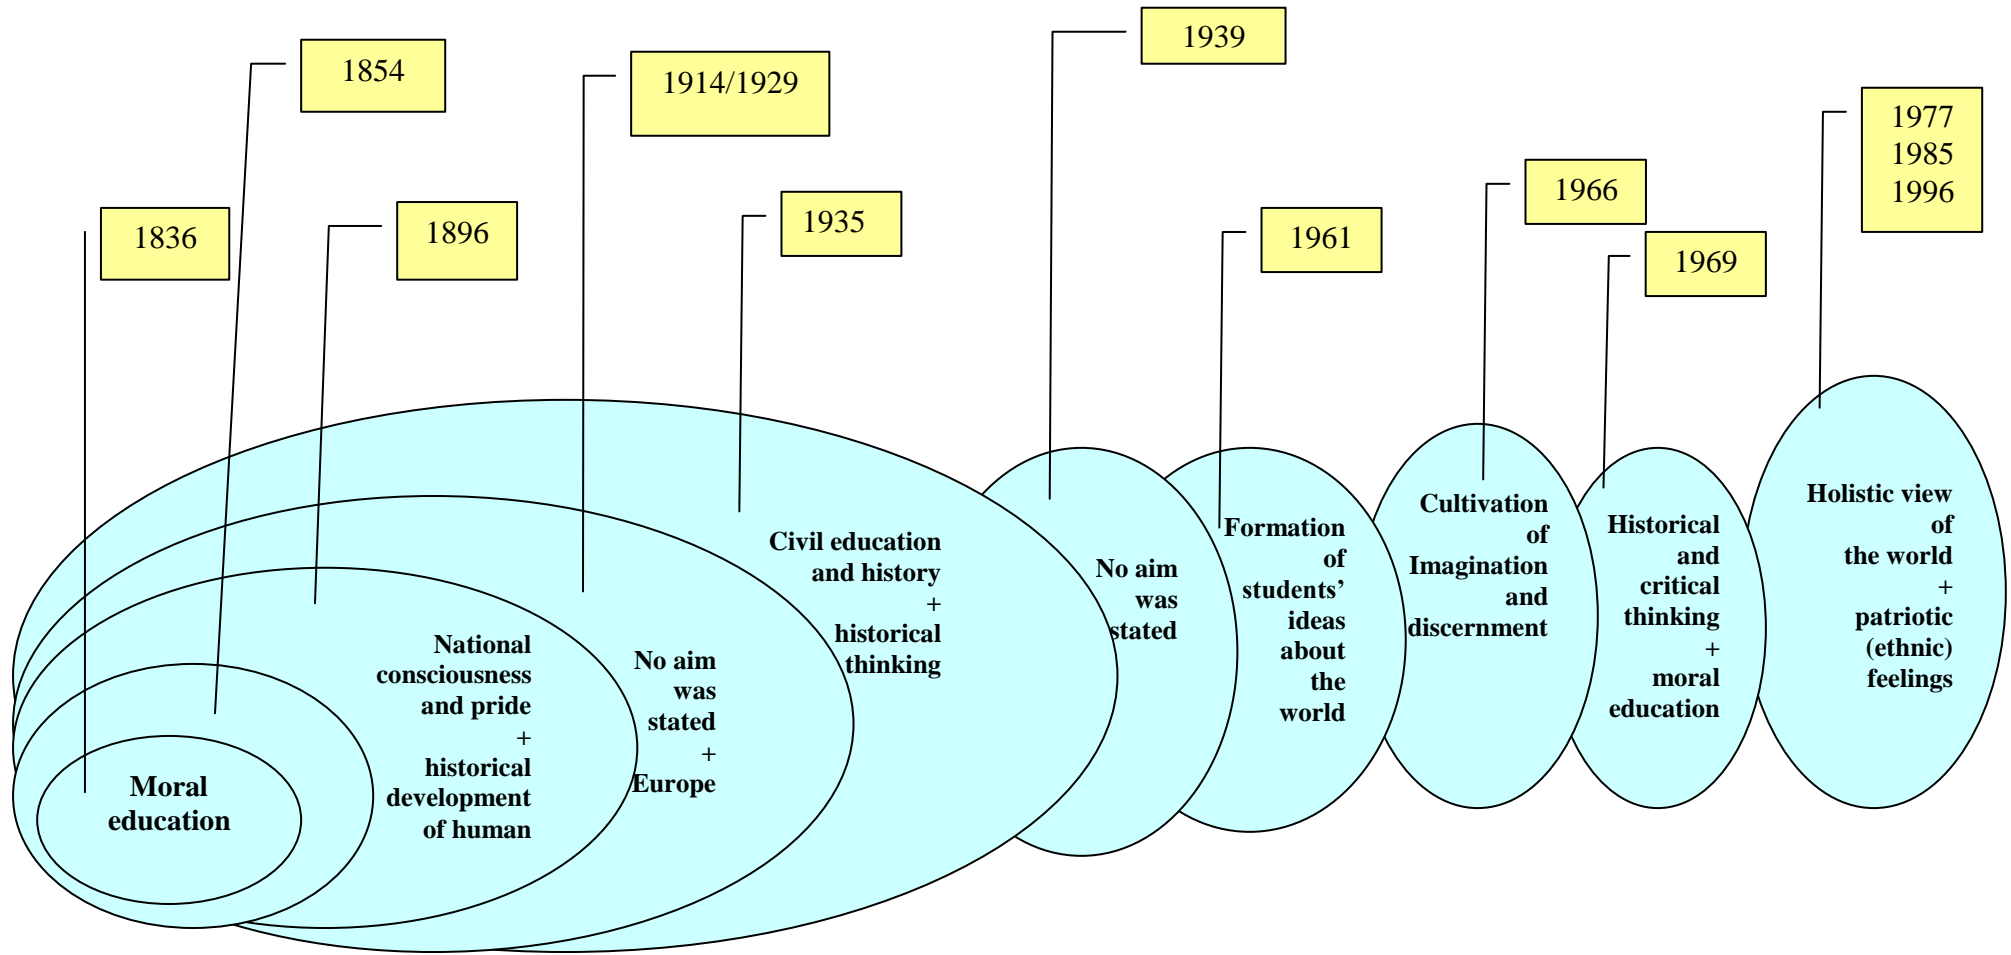 1836
1854
1896
1914/1929
1935
1939
1961
1966
1969
1977
1985
1996
Moral
education
National
consciousness
and pride
+
historical
development
of human
No aim
was
stated
+
Europe
Civil education
and history
+
historical
thinking
No aim
was
stated
Formation
of
students’
ideas
about
the
world
Cultivation
of
Imagination
and
discernment
Historical
and
critical
thinking
+
moral
education
Holistic view
of
the world
+
patriotic
(ethnic)
feelings